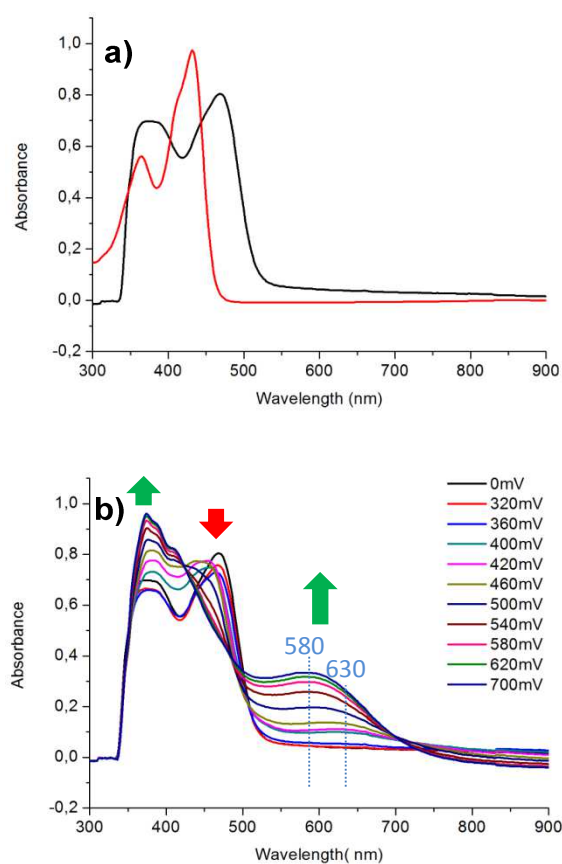 a)
1,0
0,8
0,6
0,4
0,2
0,0
-0,2
Absorbance
300 400 500 600 700 800 900
Wavelength (nm)
b)
1,0
0,8
0,6
0,4
0,2
0,0
-0,2
Absorbance
580
630
0mV
320mV
360mV
400mV
420mV
460mV
500mV
540mV
580mV
620mV
700mV
300 400 500 600 700 800 900
Wavelength( nm)